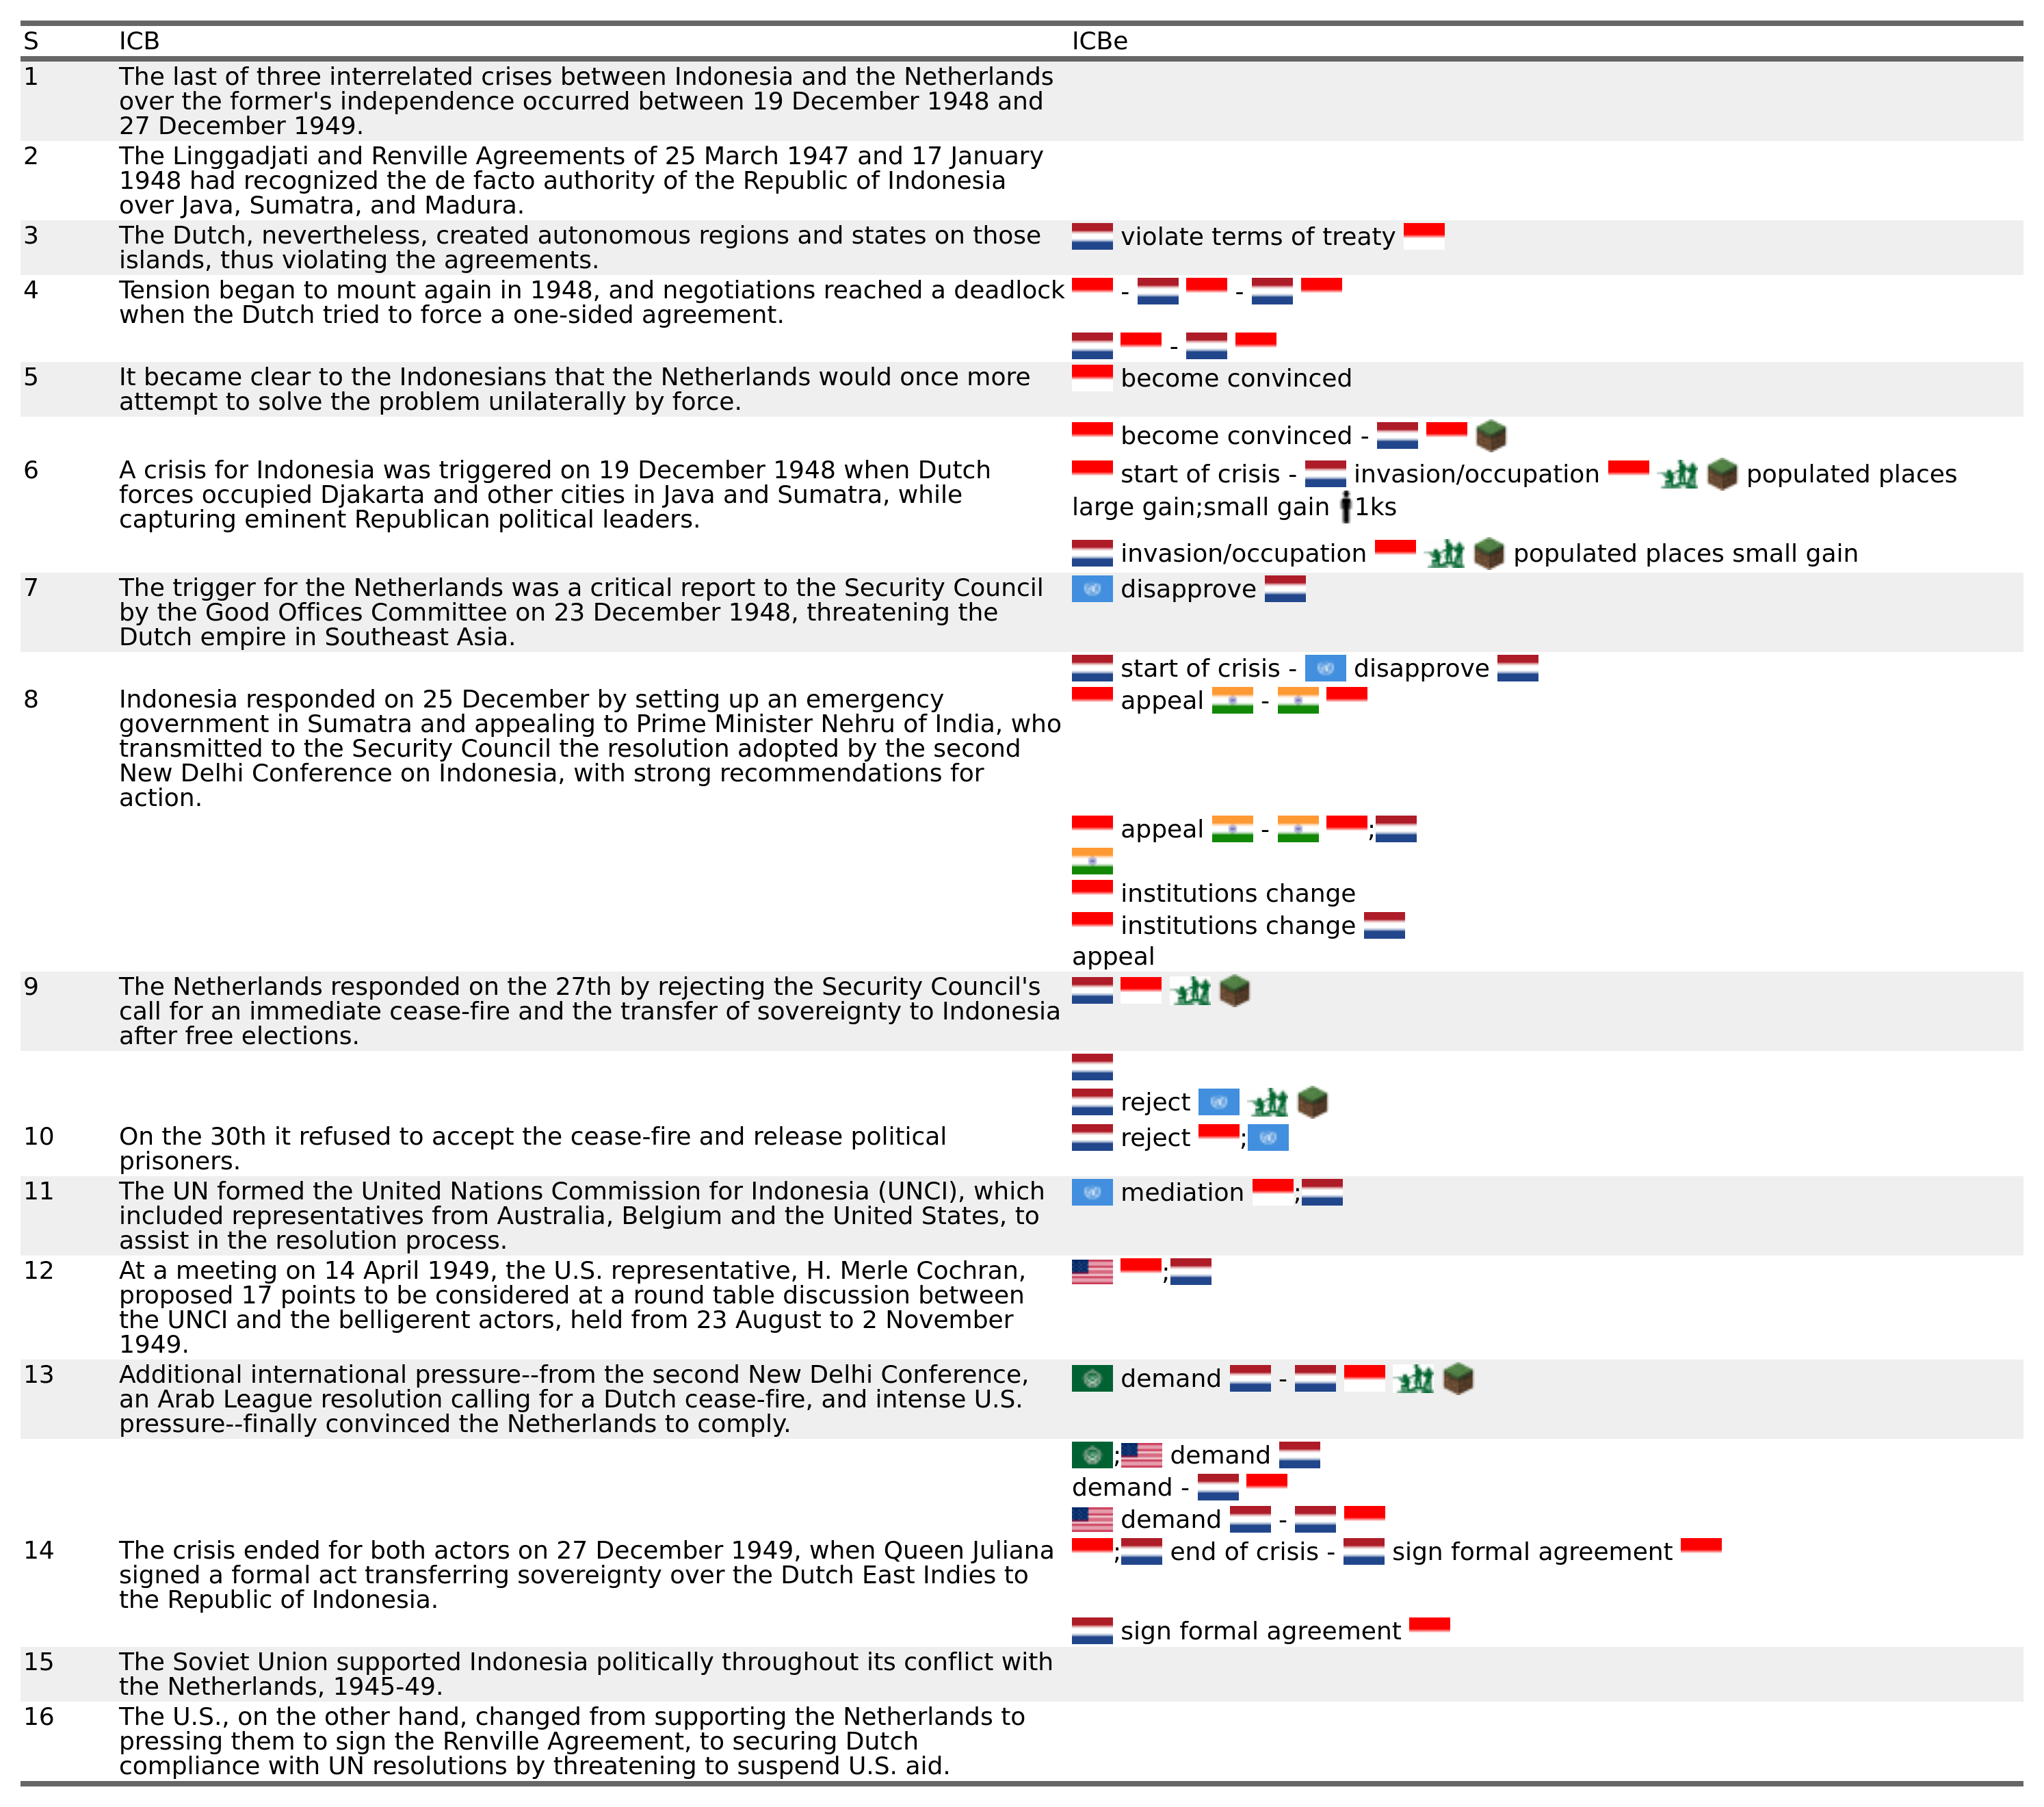 S ICB ICBe
1 The last of three interrelated crises between Indonesia and the Netherlands
over the former's independence occurred between 19 December 1948 and
27 December 1949.
2 The Linggadjati and Renville Agreements of 25 March 1947 and 17 January
1948 had recognized the de facto authority of the Republic of Indonesia
over Java, Sumatra, and Madura.
3 The Dutch, nevertheless, created autonomous regions and states on those violate terms of treaty
islands, thus violating the agreements.
4 Tension began to mount again in 1948, and negotiations reached a deadlock - -
when the Dutch tried to force a one-sided agreement.
-
5 It became clear to the Indonesians that the Netherlands would once more become convinced
attempt to solve the problem unilaterally by force.
become convinced -
6 A crisis for Indonesia was triggered on 19 December 1948 when Dutch start of crisis - invasion/occupation populated places
forces occupied Djakarta and other cities in Java and Sumatra, while large gain;small gain 1ks
capturing eminent Republican political leaders.
invasion/occupation populated places small gain
7 The trigger for the Netherlands was a critical report to the Security Council disapprove
by the Good Offices Committee on 23 December 1948, threatening the
Dutch empire in Southeast Asia.
start of crisis - disapprove
8 Indonesia responded on 25 December by setting up an emergency appeal -
government in Sumatra and appealing to Prime Minister Nehru of India, who
transmitted to the Security Council the resolution adopted by the second
New Delhi Conference on Indonesia, with strong recommendations for
action.
appeal - ;
institutions change
institutions change
appeal
9 The Netherlands responded on the 27th by rejecting the Security Council's
call for an immediate cease-fire and the transfer of sovereignty to Indonesia
after free elections.
reject
10 On the 30th it refused to accept the cease-fire and release political reject ;
prisoners.
11 The UN formed the United Nations Commission for Indonesia (UNCI), which mediation ;
included representatives from Australia, Belgium and the United States, to
assist in the resolution process.
12 At a meeting on 14 April 1949, the U.S. representative, H. Merle Cochran, ;
proposed 17 points to be considered at a round table discussion between
the UNCI and the belligerent actors, held from 23 August to 2 November
1949.
13 Additional international pressure--from the second New Delhi Conference, demand -
an Arab League resolution calling for a Dutch cease-fire, and intense U.S.
pressure--finally convinced the Netherlands to comply.
; demand
demand -
demand -
14 The crisis ended for both actors on 27 December 1949, when Queen Juliana ; end of crisis - sign formal agreement
signed a formal act transferring sovereignty over the Dutch East Indies to
the Republic of Indonesia.
sign formal agreement
15 The Soviet Union supported Indonesia politically throughout its conflict with
the Netherlands, 1945-49.
16 The U.S., on the other hand, changed from supporting the Netherlands to
pressing them to sign the Renville Agreement, to securing Dutch
compliance with UN resolutions by threatening to suspend U.S. aid.